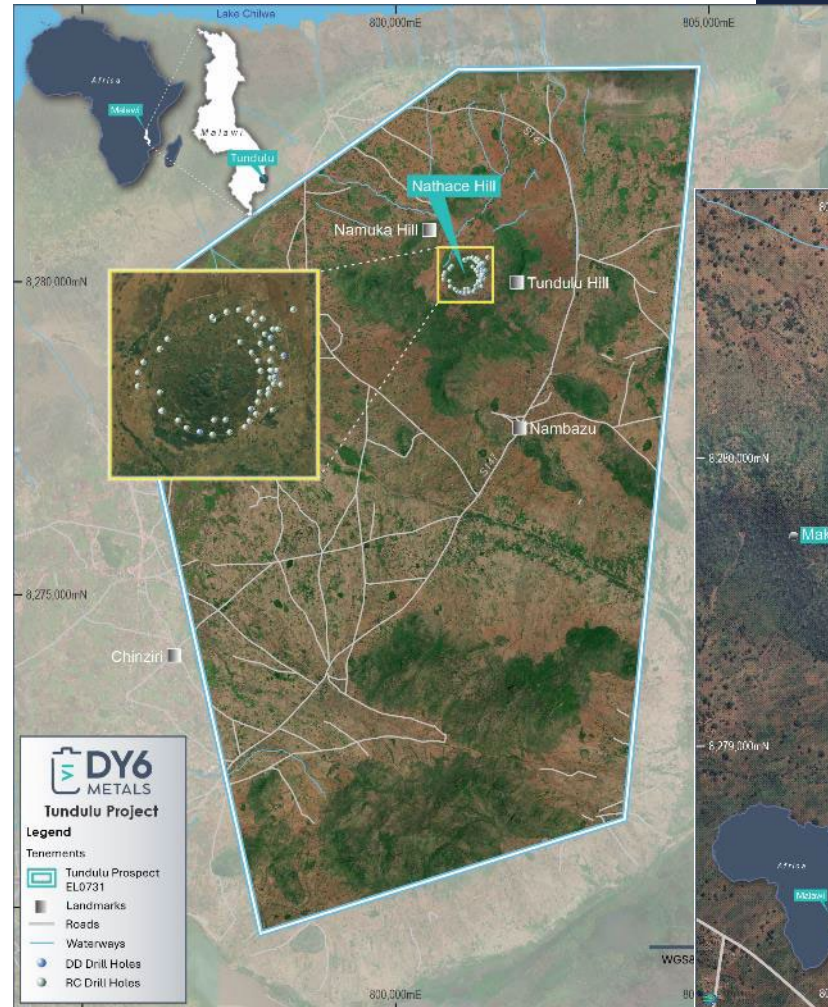 Lake Chilwa
800,000mE
805,000mE
Africa
Malawi
Malawi
Tundulu
S147
Nathace Hill
Namuka Hill
Tundulu Hill
8,280,000mN
Nambazu
S147
8,275,000mN
Chinziri
DY6
METALS
Tundulu Project
Legend
Tenements
Tundulu Prospect
EL0731
Landmarks
Roads
Waterways
DD Drill Holes
RC Drill Holes
800,000mE
8,280,000mN
8,279,000mN
Africa
Malawi